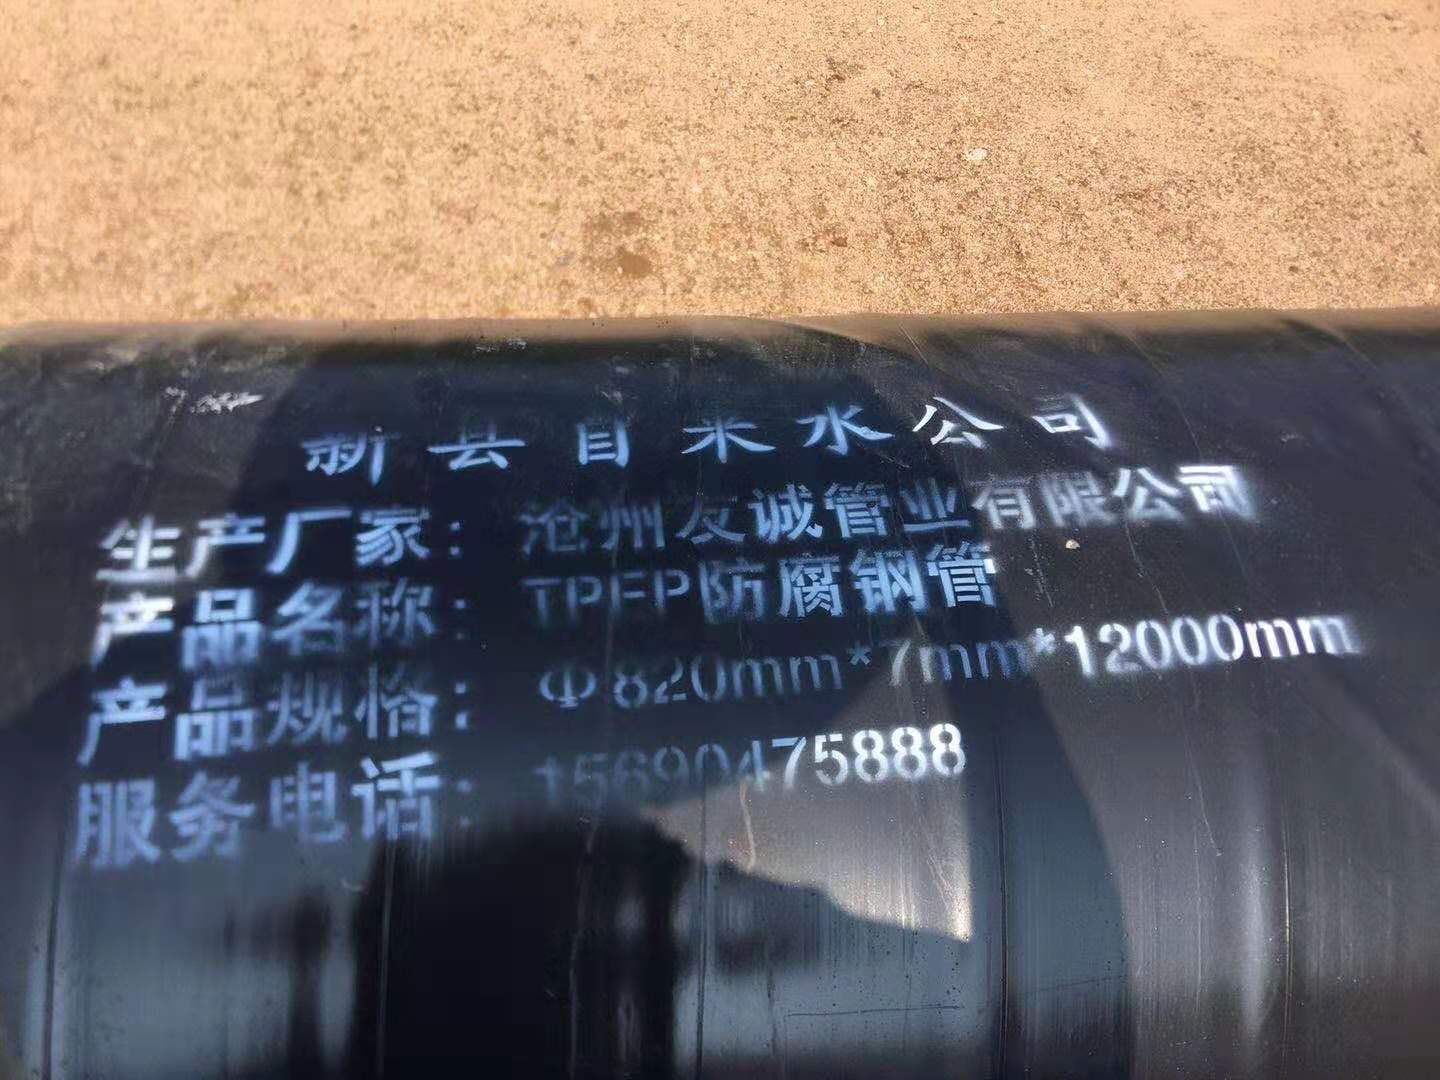 新县自来水公司
生产厂家：沧州友诚管业有限公司
产品名称：TPEP防腐钢管
产品规格：Φ820mm*7mm*12000mm
服务电话：15690475888